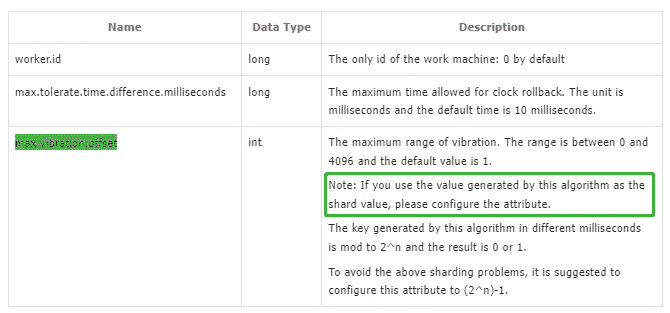 Name Data Type Description
worker.id long The only id of the work machine: 0 by default
max.tolerate.time.difference.milliseconds long The maximum time allowed for clock rollback. The unit is
milliseconds and the default time is 10 milliseconds.
max.vibration.offset int The maximum range of vibration. The range is between 0 and
4096 and the default value is 1.
Note: If you use the value generated by this algorithm as the
shard value, please configure the attribute.
The key generated by this algorithm in different milliseconds
is mod to 2^n and the result is 0 or 1.
To avoid the above sharding problems, it is suggested to
configure this attribute to (2^n)-1.